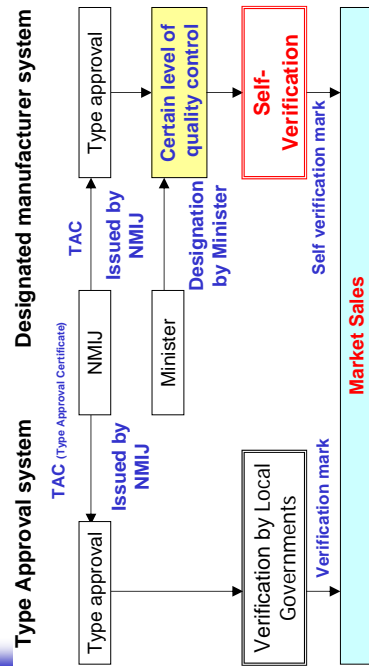 Type Approval system
Designated manufacturer system
TAC (Type Approval Certificate)
Issued by
NMIJ
TAC
Issued by
NMIJ
Type approval
NMIJ
Type approval
Minister
Designation
by Minister
Certain level of
quality control
Verification by Local
Governments
Self-
Verification
Verification mark
Self verification mark
Market Sales